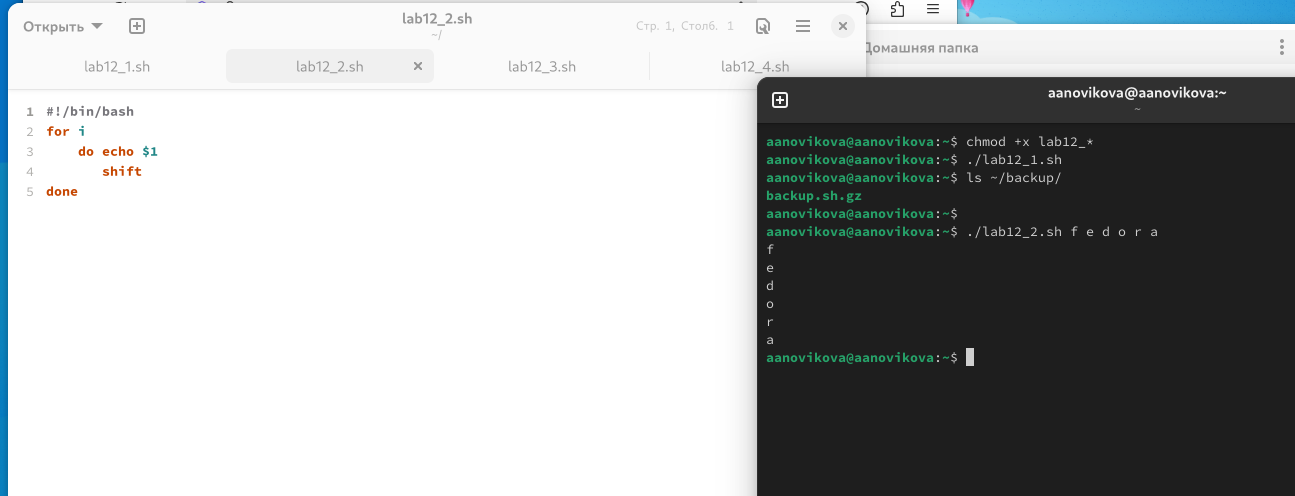 Открыть
lab12_2.sh
~/
Стр. 1, Столб. 1
lab12_1.sh
lab12_2.sh
lab12_3.sh
lab12_4.sh
1 #!/bin/bash
2 for i
3     do echo $1
4        shift
5 done
Домашняя папка
aanovikova@aanovikova:~
~
aanovikova@aanovikova:~$ chmod +x lab12_*
aanovikova@aanovikova:~$ ./lab12_1.sh
aanovikova@aanovikova:~$ ls ~/backup/
backup.sh.gz
aanovikova@aanovikova:~$
aanovikova@aanovikova:~$ ./lab12_2.sh f e d o r a
f
e
d
o
r
a
aanovikova@aanovikova:~$